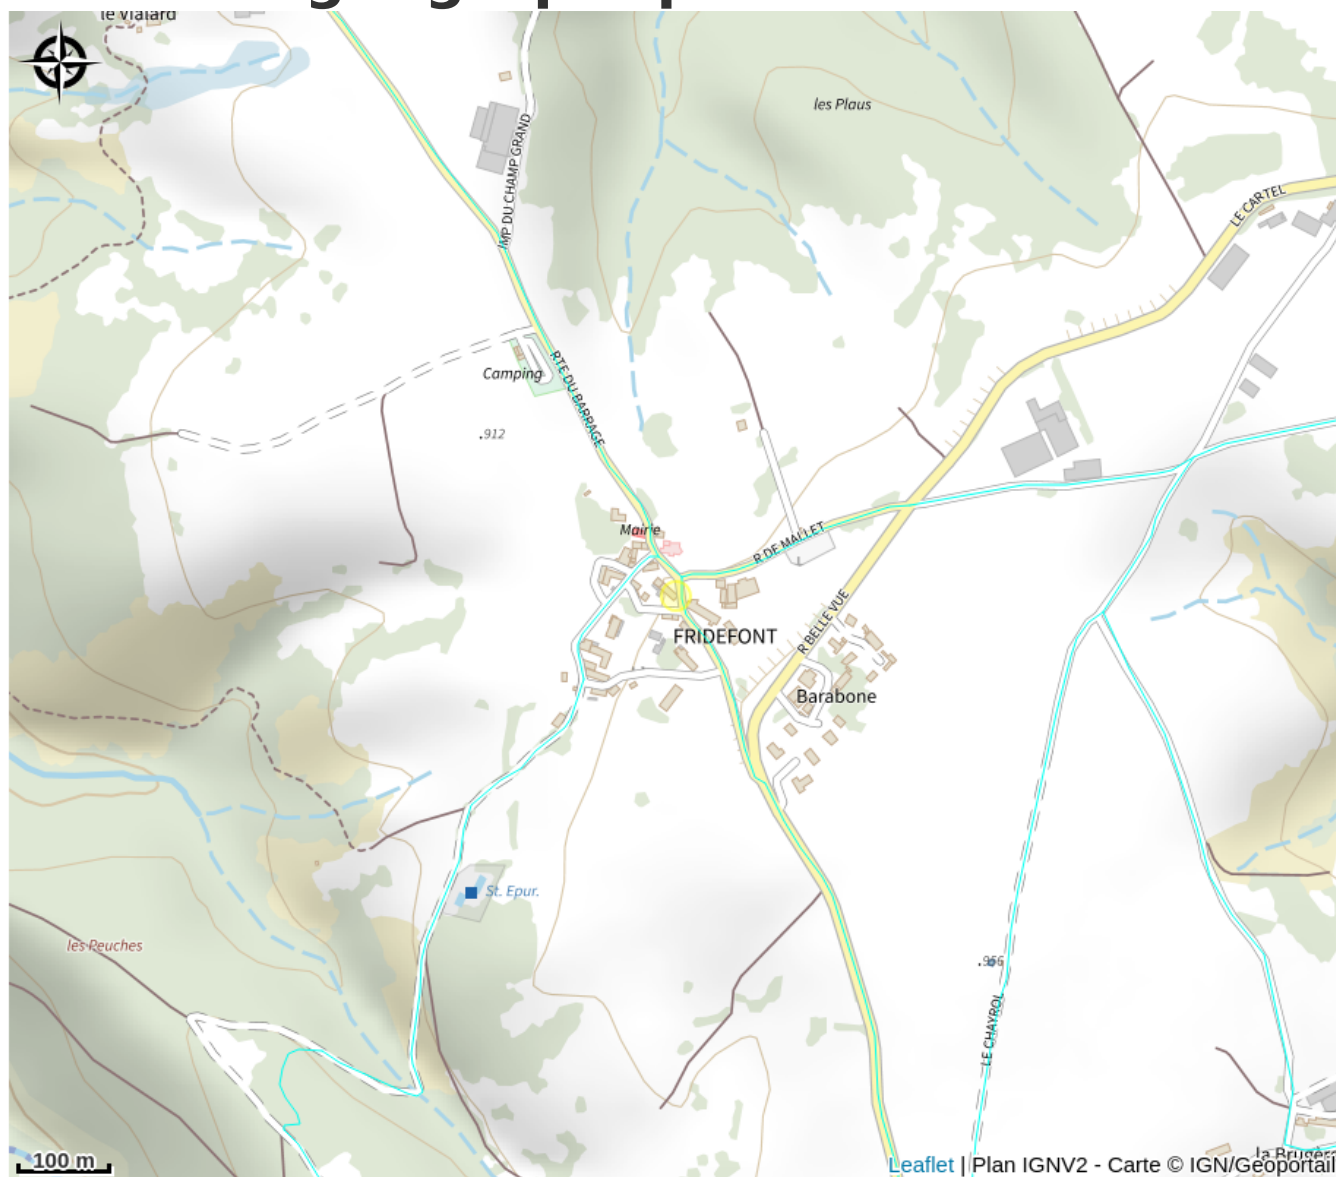 le Vialard
les Plaus
IMP DU CHAMP GRAND
LE CARTEL
Camping
RTE DU BARRAGE
.912
Mairie
R DE MALLET
FRIDEFONT
R BELLE VUE
Barabone
St. Epur.
les Peuches
.956
LE CHAYROL
la Brugère
100 m
Leaflet | Plan IGNV2 - Carte © IGN/Geoportail